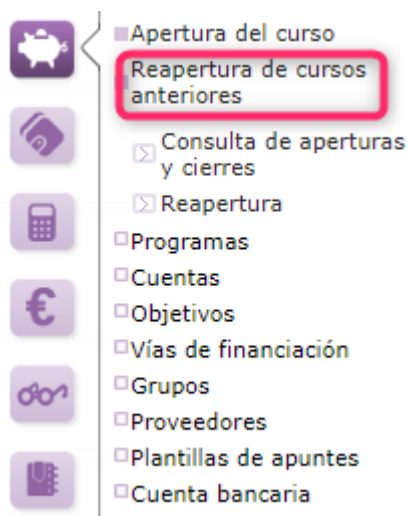 Apertura del curso
Reapertura de cursos
anteriores
Consulta de aperturas
y cierres
Reapertura
Programas
Cuentas
Objetivos
Vías de financiación
Grupos
Proveedores
Plantillas de apuntes
Cuenta bancaria
€